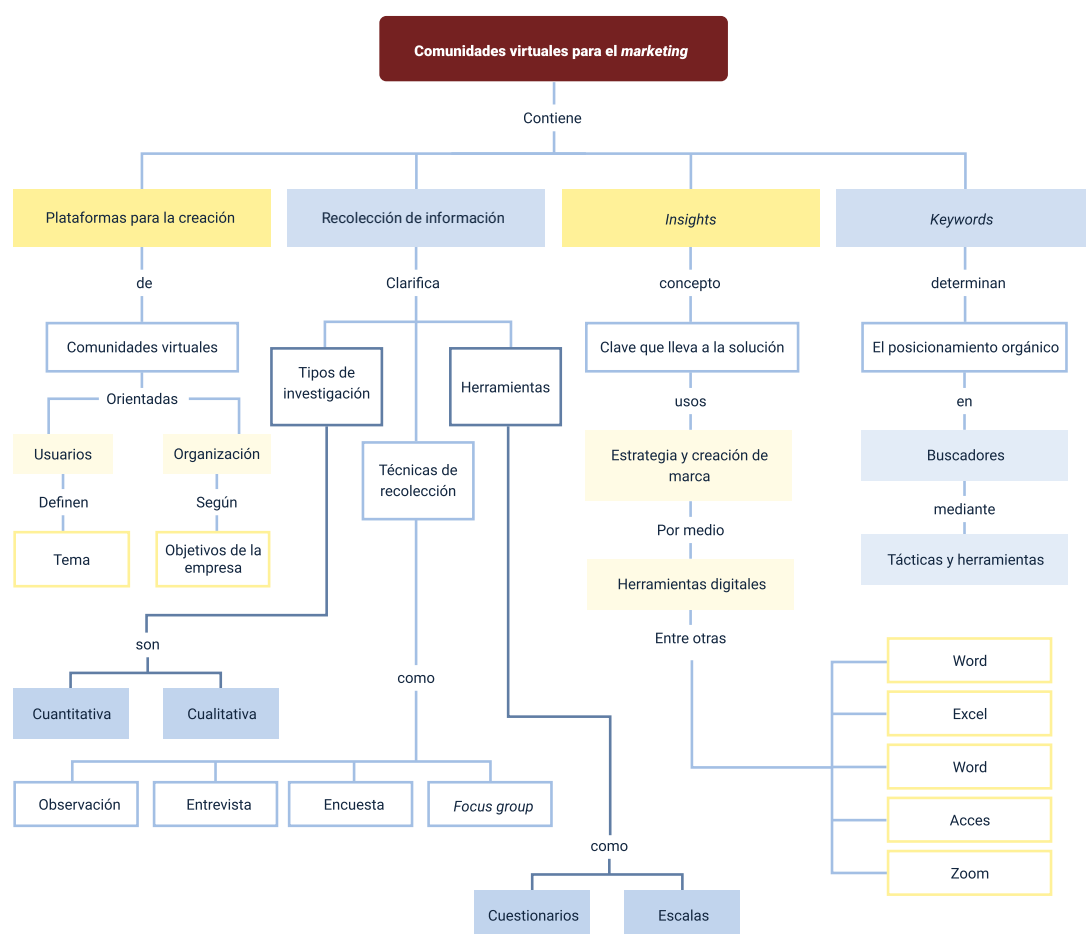 Comunidades virtuales para el marketing
Contiene
Plataformas para la creación
Recolección de información
Insights
Keywords
de
Clarifica
concepto
determinan
Comunidades virtuales
Tipos de
investigación
Herramientas
Clave que lleva a la solución
El posicionamiento orgánico
Orientadas
usos
en
Usuarios
Organización
Técnicas de
recolección
Estrategia y creación de
marca
Buscadores
Definen
Según
Por medio
mediante
Tema
Objetivos de la
empresa
Herramientas digitales
Tácticas y herramientas
son
como
Entre otras
Cuantitativa
Cualitativa
Word
Excel
Word
Acces
Zoom
Observación
Entrevista
Encuesta
Focus group
como
Cuestionarios
Escalas